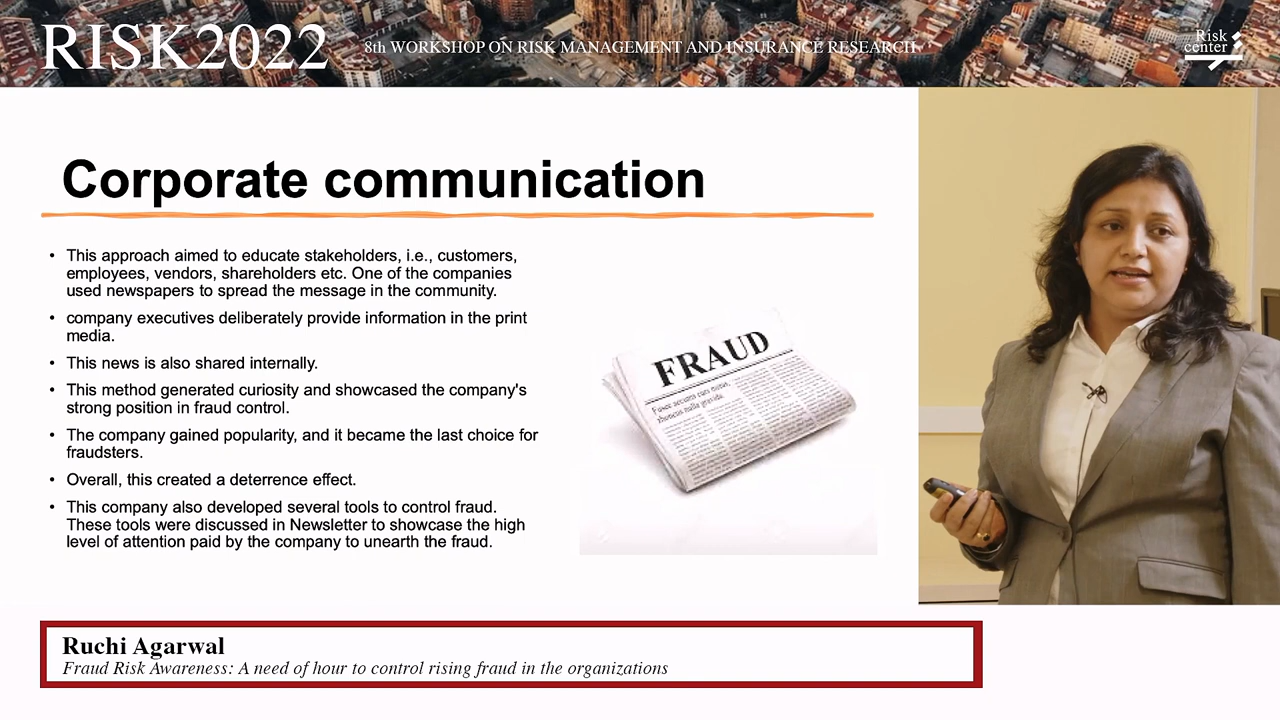 RISK2022
8th WORKSHOP ON RISK MANAGEMENT AND INSURANCE RESEARCH
Risk
center
Corporate communication
• This approach aimed to educate stakeholders, i.e., customers,
employees, vendors, shareholders etc. One of the companies
used newspapers to spread the message in the community.
• company executives deliberately provide information in the print
media.
• This news is also shared internally.
• This method generated curiosity and showcased the company's
strong position in fraud control.
• The company gained popularity, and it became the last choice for
fraudsters.
• Overall, this created a deterrence effect.
• This company also developed several tools to control fraud.
These tools were discussed in Newsletter to showcase the high
level of attention paid by the company to unearth the fraud.
FRAUD
Ruchi Agarwal
Fraud Risk Awareness: A need of hour to control rising fraud in the organizations